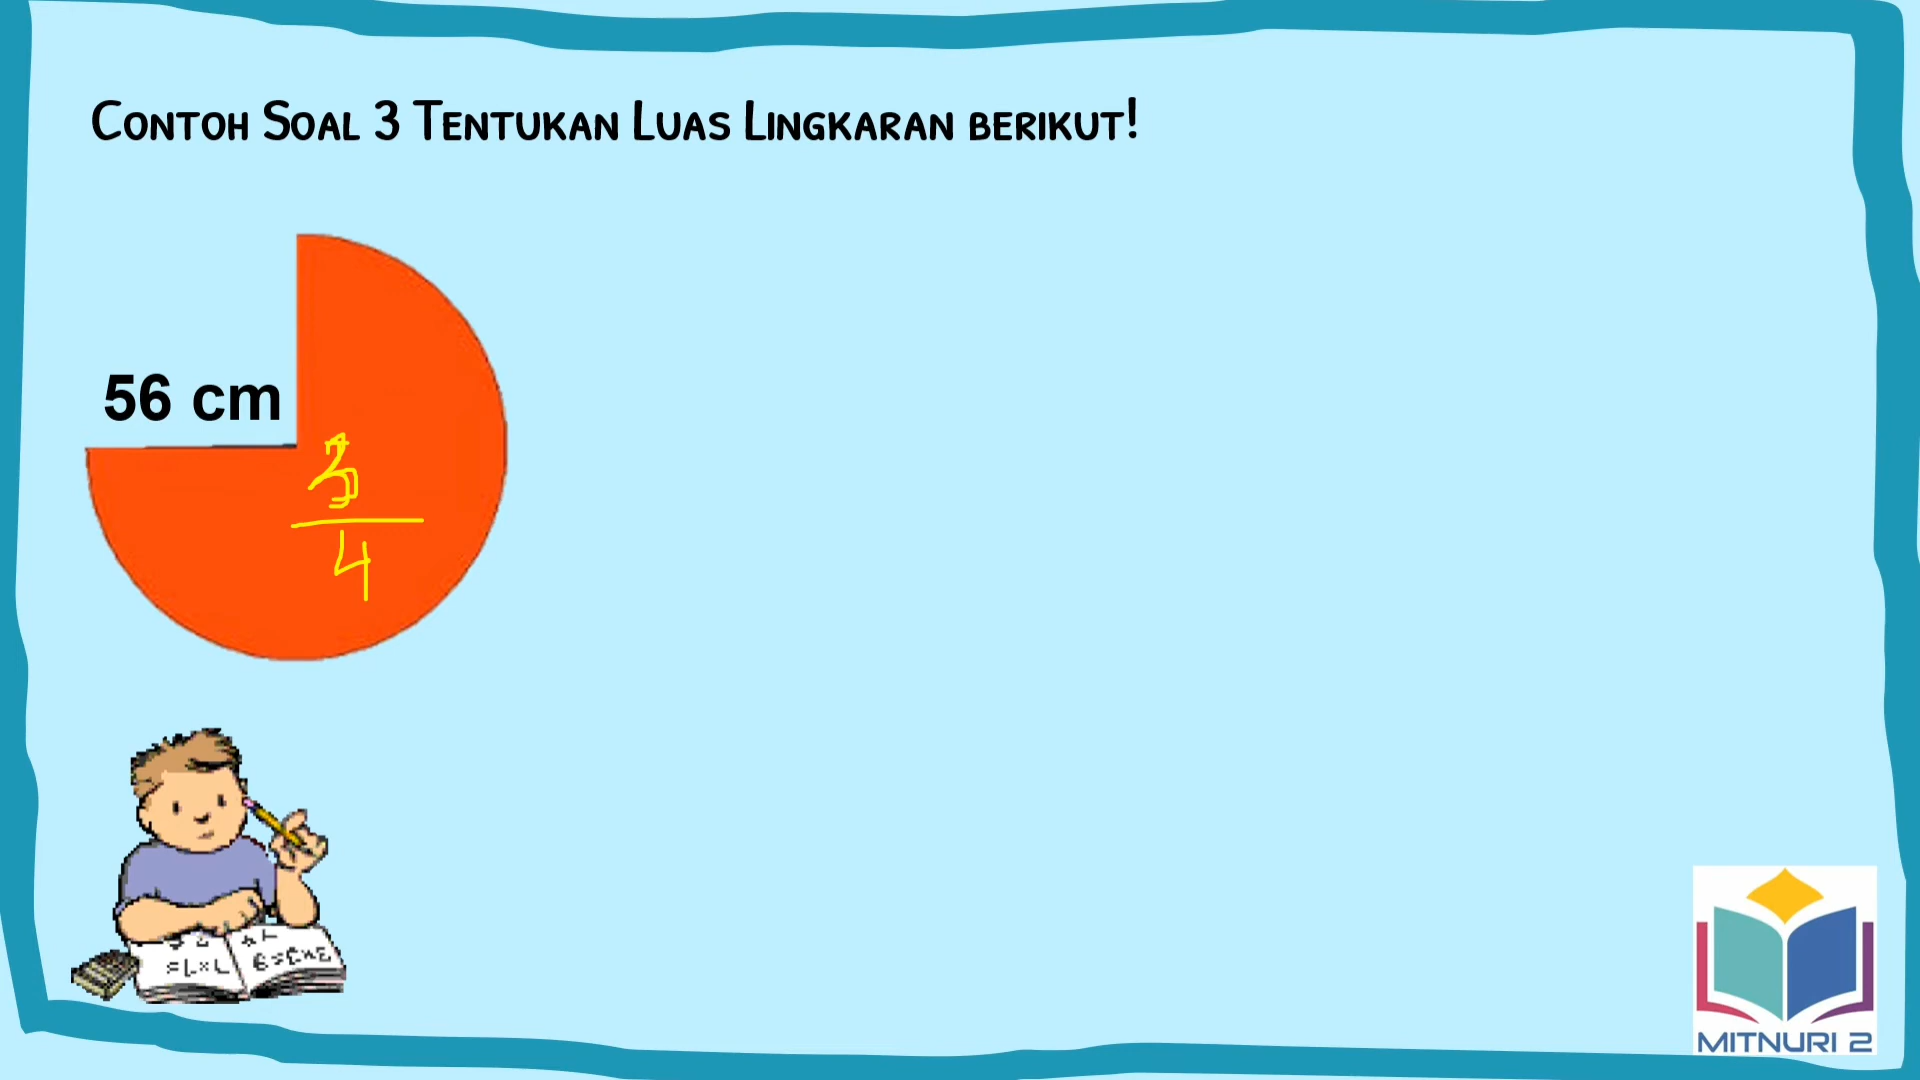 Contoh Soal 3 Tentukan Luas Lingkaran berikut!
56 cm
3
4
MITNURI 2